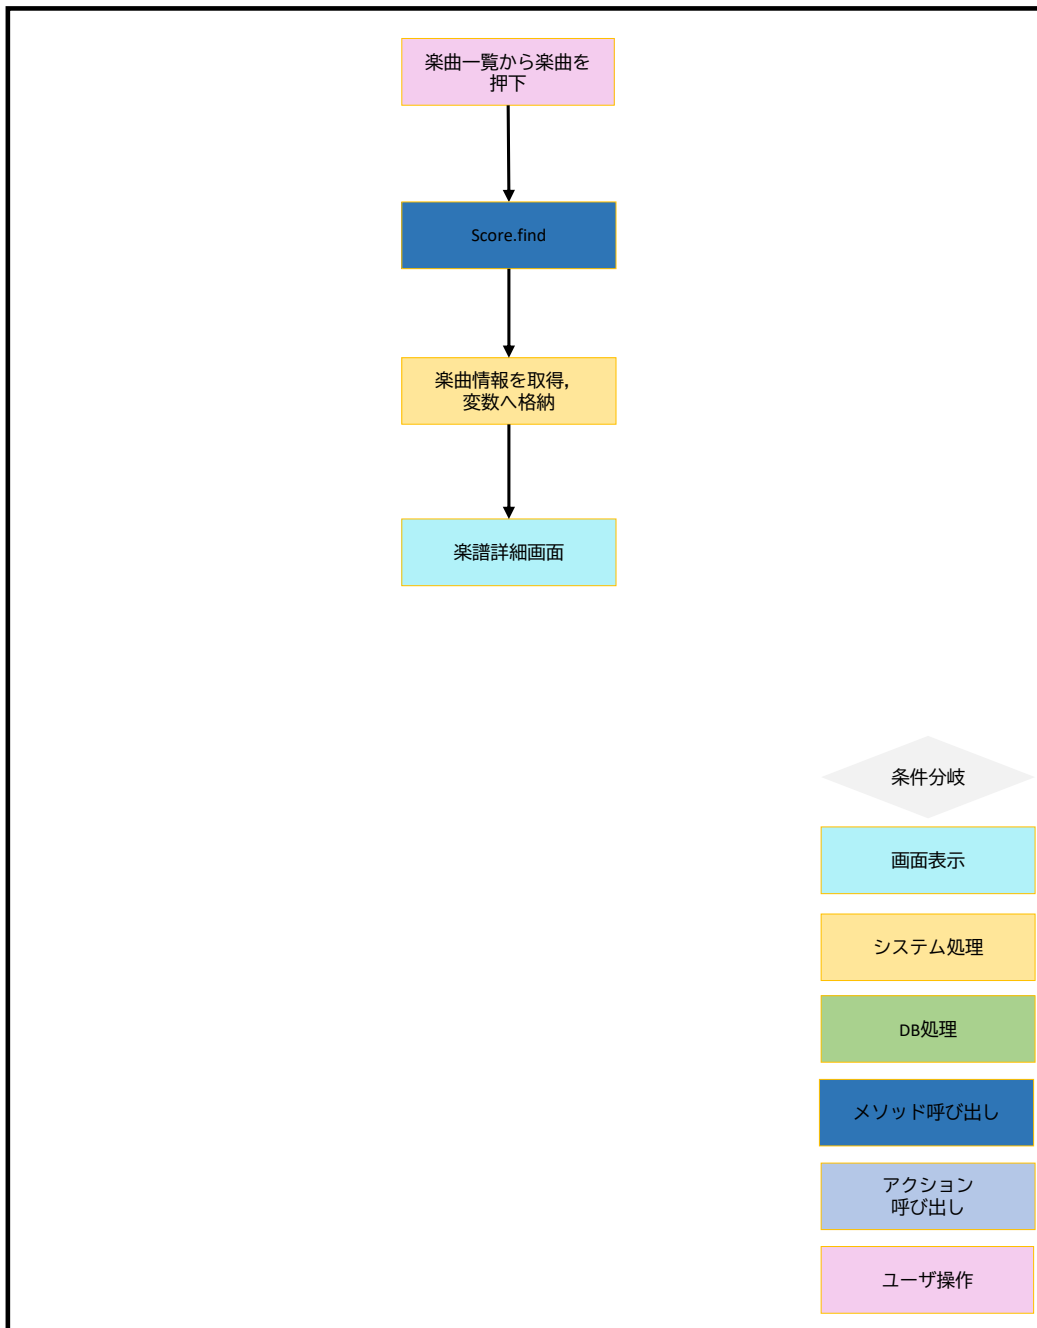 楽曲一覧から楽曲を
押下
Score.find
楽曲情報を取得,
変数へ格納
楽譜詳細画面
条件分岐
画面表示
システム処理
DB処理
メソッド呼び出し
アクション
呼び出し
ユーザ操作